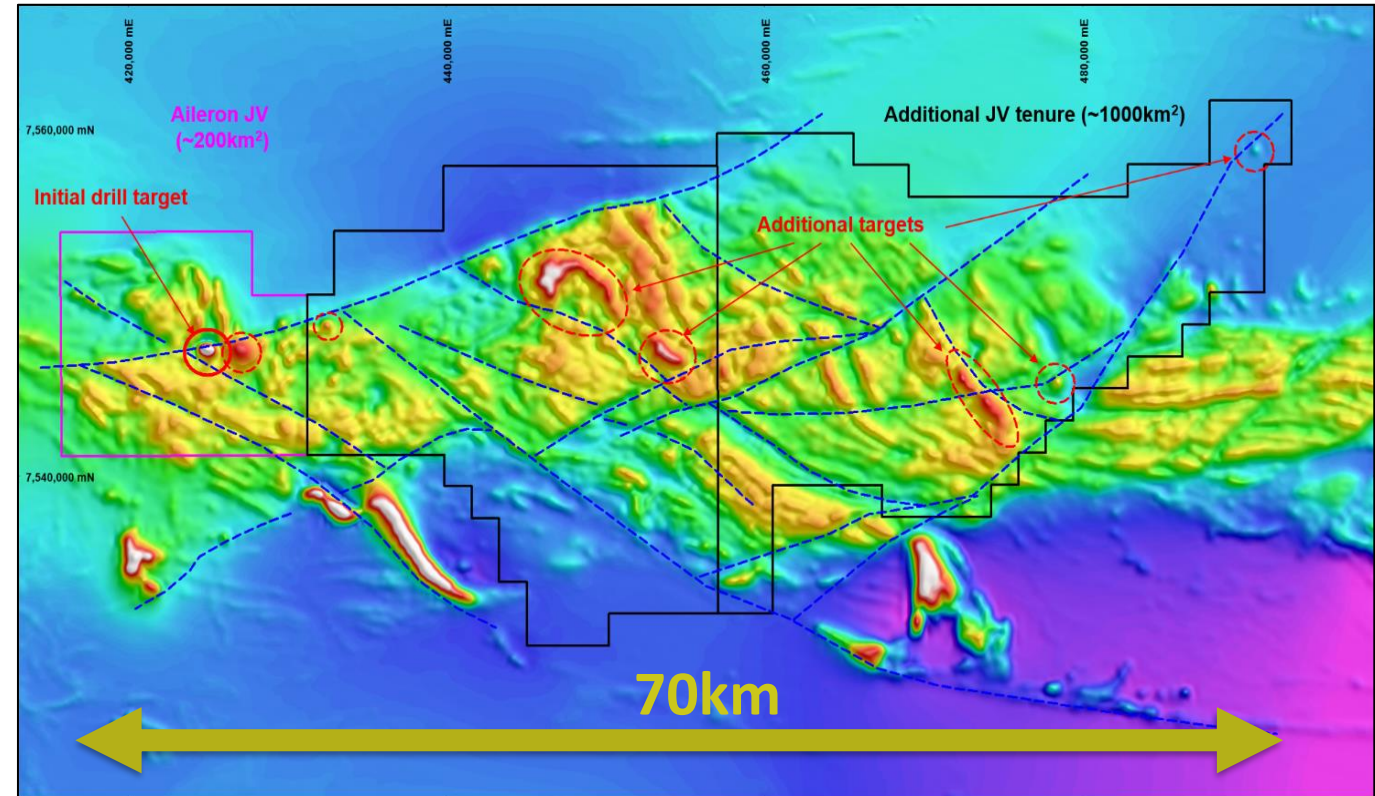 420,000 mE
440,000 mE
460,000 mE
480,000 mE
Aileron JV
(~200km²)
Additional JV tenure (~1000km²)
7,560,000 mN
Initial drill target
Additional targets
7,540,000 mN
70km